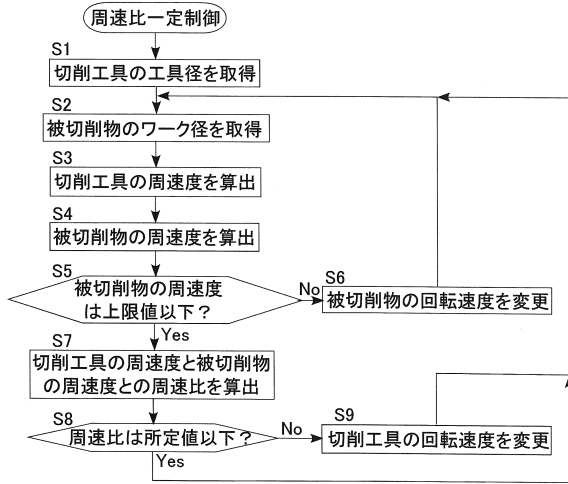 周速比一定制御
S1
切削工具の工具径を取得
S2
被切削物のワーク径を取得
S3
切削工具の周速度を算出
S4
被切削物の周速度を算出
S5
被切削物の周速度
は上限値以下？
No
S6
被切削物の回転速度を変更
Yes
S7
切削工具の周速度と被切削物
の周速度との周速比を算出
S8
周速比は所定値以下？
No
S9
切削工具の回転速度を変更
Yes